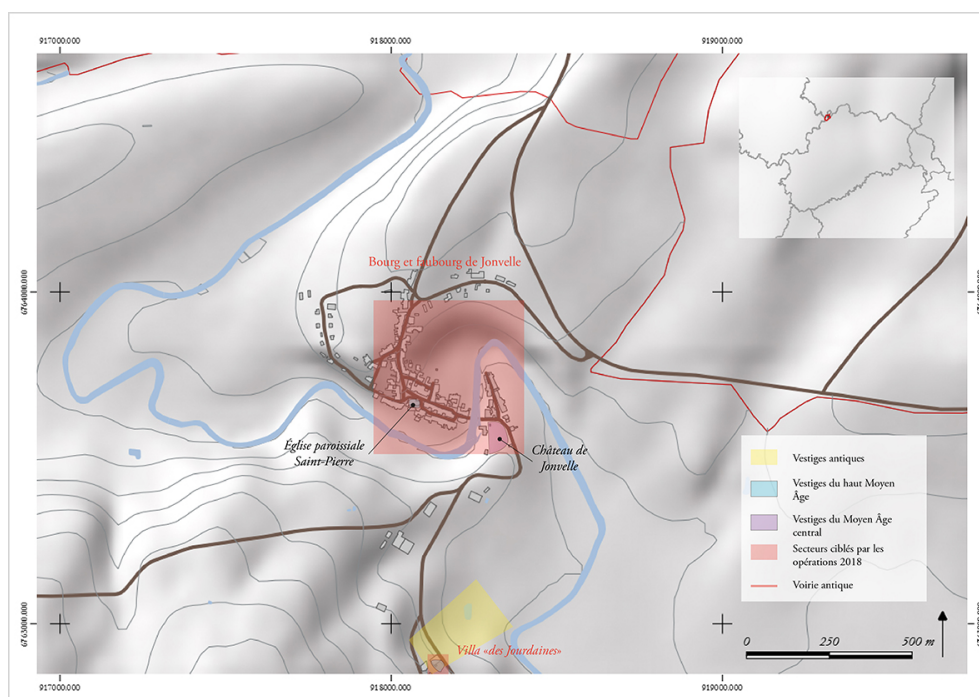 917000.000
918000.000
919000.000
6764000.000
Bourg et faubourg de Jonvelle
Église paroissiale
Saint-Pierre
Château de
Jonvelle
Vestiges antiques
Vestiges du haut Moyen
Âge
Vestiges du Moyen Âge
central
Secteurs ciblés par les
opérations 2018
Voirie antique
0
250
500 m
6763000.000
Villa «des Jourdaines»
917000.000
918000.000
919000.000